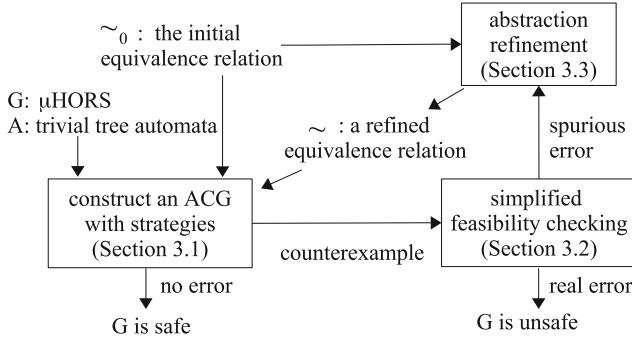 ~0 : the initial
equivalence relation
abstraction
refinement
(Section 3.3)
G: μHORS
A: trivial tree automata
~ : a refined
equivalence relation
spurious
error
construct an ACG
with strategies
(Section 3.1)
counterexample
simplified
feasibility checking
(Section 3.2)
no error
real error
G is safe
G is unsafe